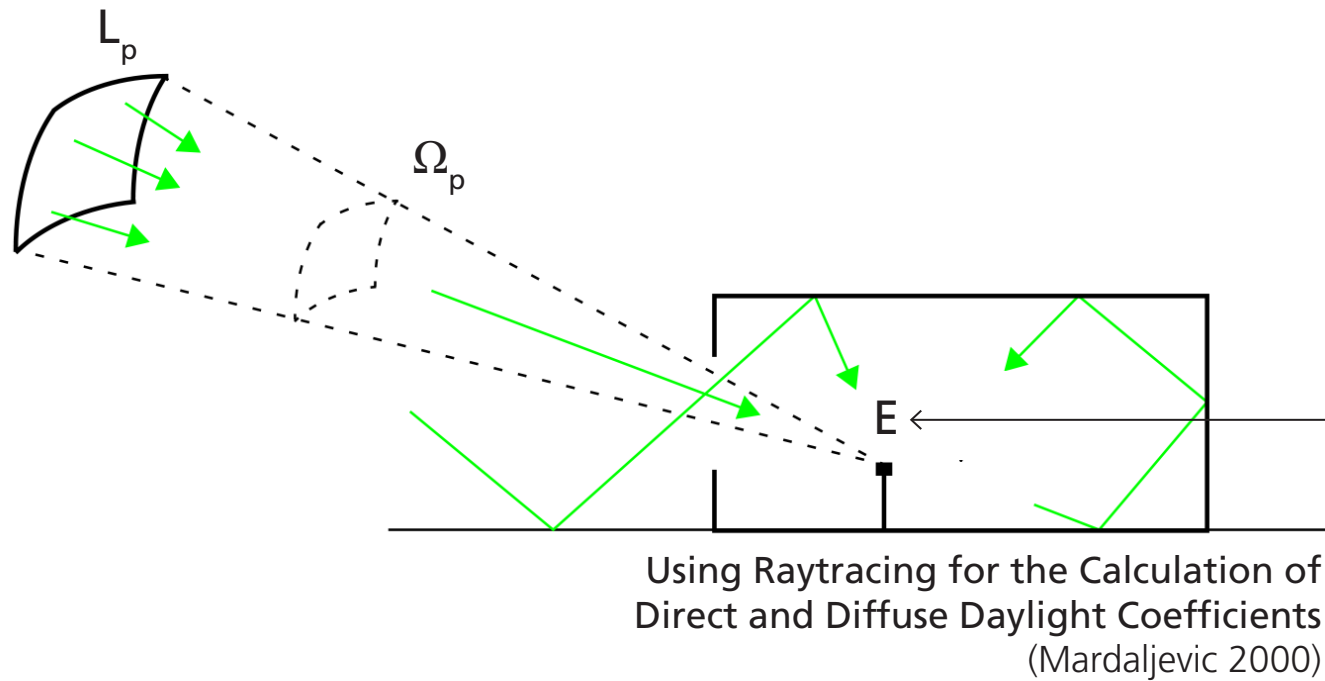 Lp
Ωp
E
Using Raytracing for the Calculation of
Direct and Diffuse Daylight Coefficients
(Mardaljevic 2000)